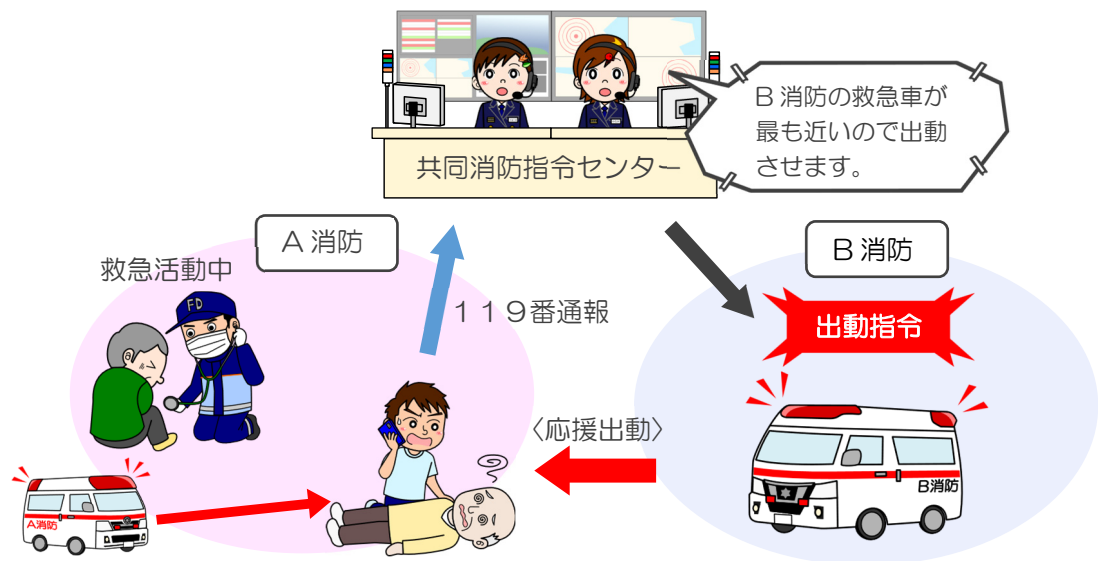 B消防の救急車が
最も近いので出動
させます。
共同消防指令センター
A消防
B消防
救急活動中
FD
119番通報
出動指令
〈応援出動〉
A消防
B消防